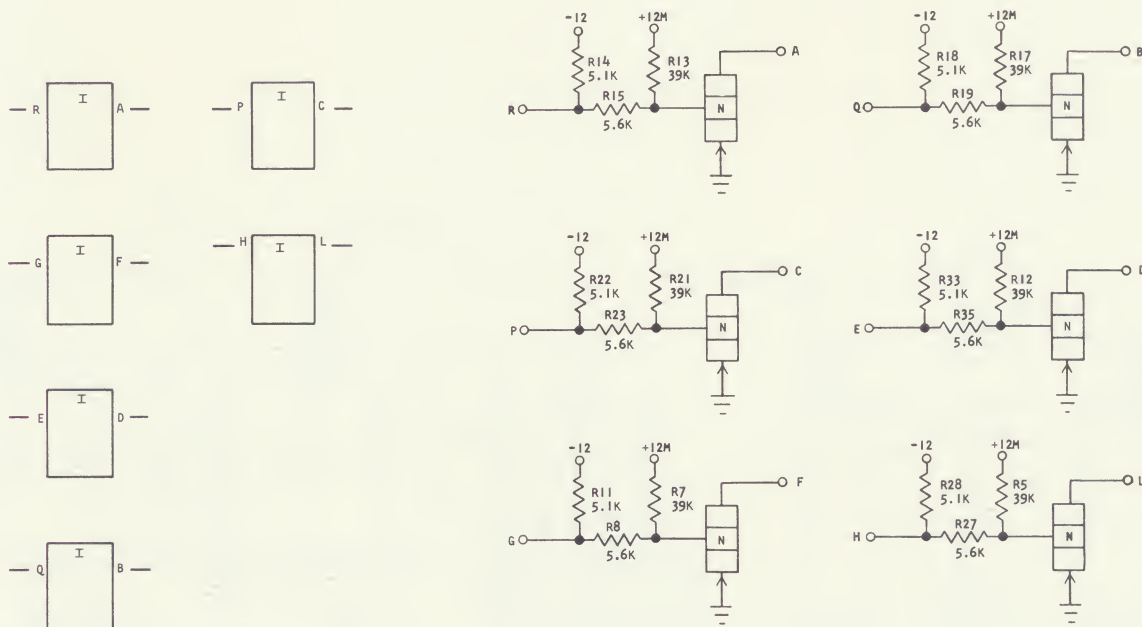 R I A
P I C
G I F
H I L
E I D
Q I B
-12 +12M
R14 5.1K
R13 39K
R15 5.6K
R N A
-12 +12M
R18 5.1K
R17 39K
R19 5.6K
Q N B
-12 +12M
R22 5.1K
R21 39K
R23 5.6K
P N C
-12 +12M
R33 5.1K
R12 39K
R35 5.6K
E N D
-12 +12M
R11 5.1K
R7 39K
R8 5.6K
G N F
-12 +12M
R28 5.1K
R5 39K
R27 5.6K
H N L